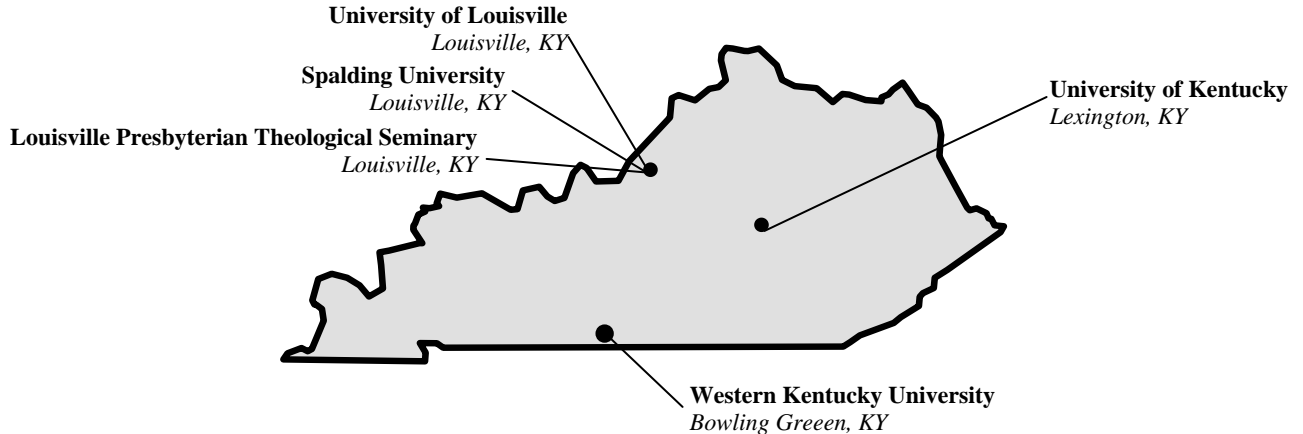 University of Louisville
Louisville, KY
Spalding University
Louisville, KY
Louisville Presbyterian Theological Seminary
Louisville, KY
University of Kentucky
Lexington, KY
Western Kentucky University
Bowling Greeen, KY